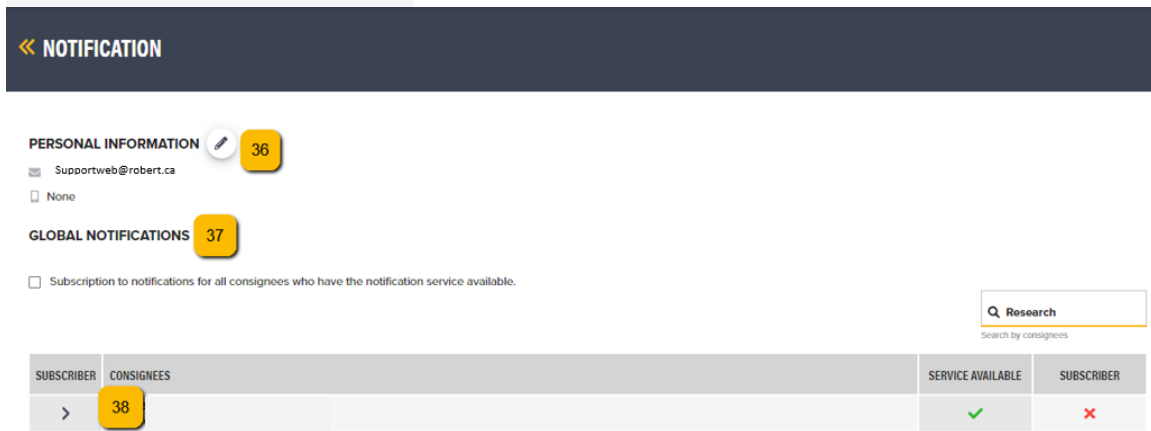 NOTIFICATION
PERSONAL INFORMATION 36
Supportweb@robert.ca
None
GLOBAL NOTIFICATIONS 37
Subscription to notifications for all consignees who have the notification service available.
Research
Search by consignees
SUBSCRIBER CONSIGNEES SERVICE AVAILABLE SUBSCRIBER
38